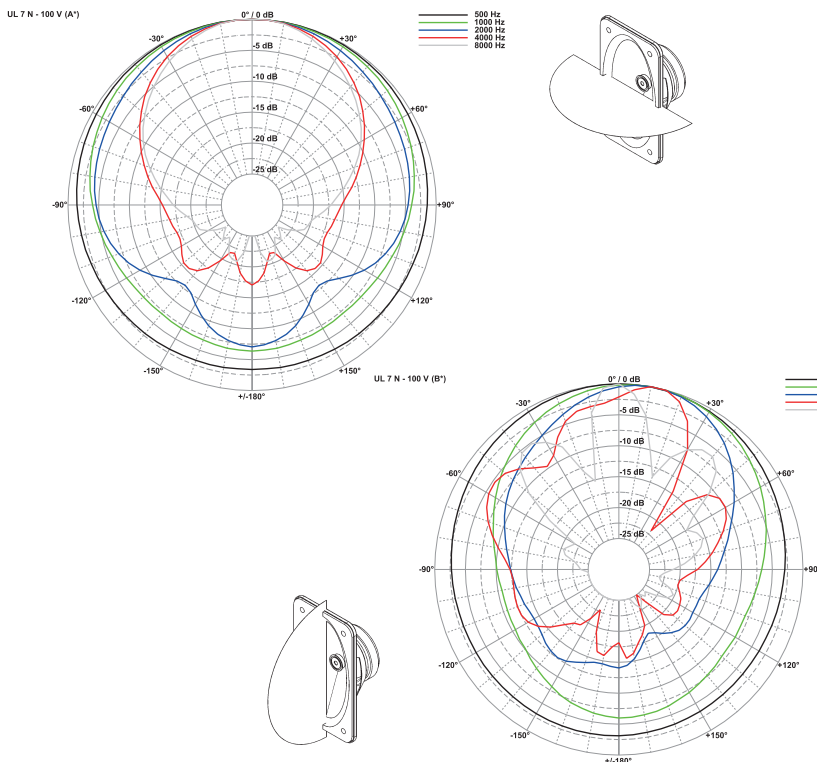 UL 7 N - 100 V (A*)
0° / 0 dB
500 Hz
1000 Hz
2000 Hz
4000 Hz
8000 Hz
-30°
+30°
-5 dB
-10 dB
-60°
+60°
-15 dB
-20 dB
-25 dB
-90°
+90°
-120°
+120°
-150°
+150°
+/-180°
UL 7 N - 100 V (B*)
0° / 0 dB
-30°
+30°
-5 dB
-10 dB
-60°
+60°
-15 dB
-20 dB
-25 dB
-90°
+90°
-120°
+120°
-150°
+150°
+/-180°